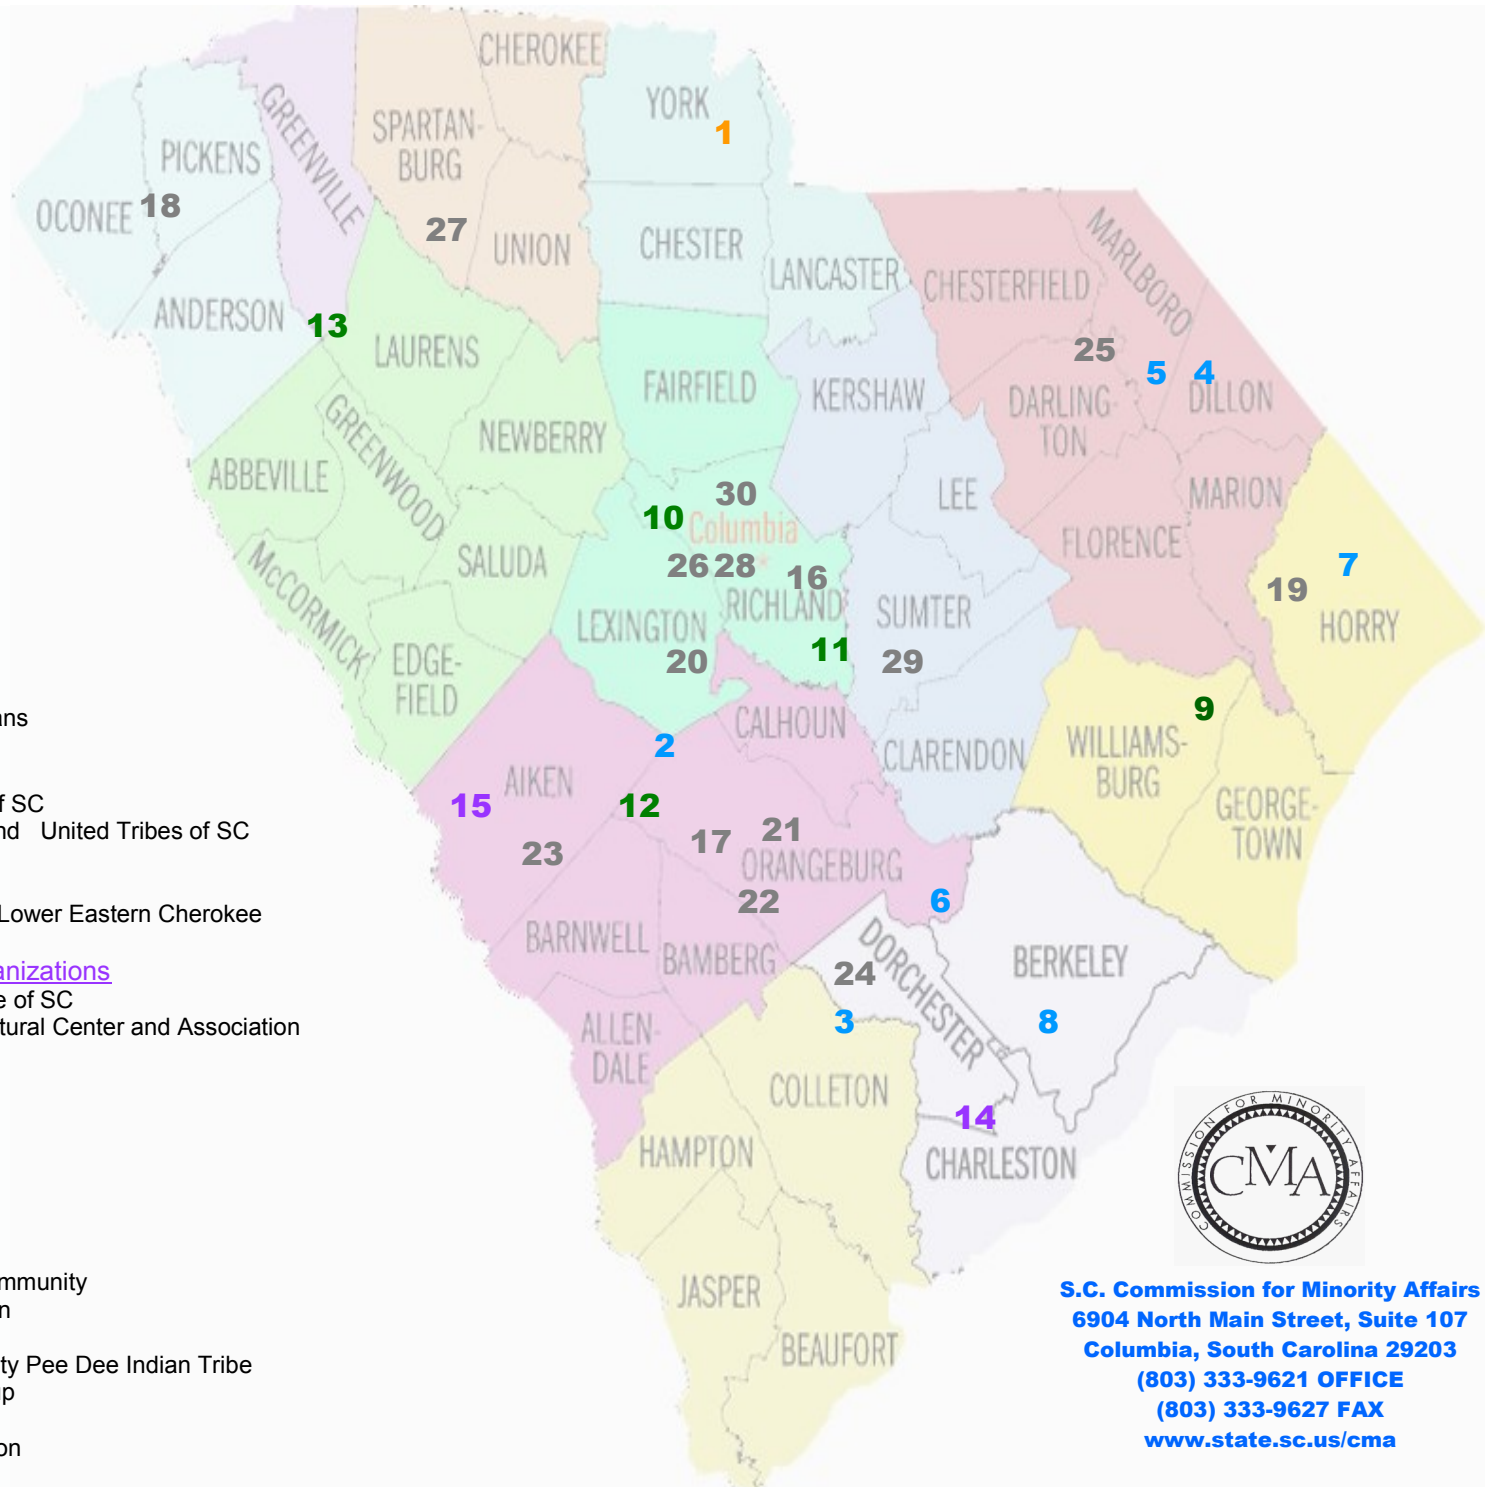 CHEROKEE
YORK
1
SPARTAN-
BURG
GREENVILLE
PICKENS
OCONEE 18
27
UNION
CHESTER
LANCASTER
MARLBORO
CHESTERFIELD
ANDERSON
13
LAURENS
25
5
4
DILLON
FAIRFIELD
KERSHAW
DARLING-
TON
GREENWOOD
NEWBERRY
ABBEVILLE
30
LEE
MARION
10
Columbia
FLORENCE
26 28
*
16
7
SALUDA
19
McCORMICK
RICHLAND
SUMTER
LEXINGTON
HORRY
11
20
29
EDGE-
FIELD
9
ans
CALHOUN
2
WILLIAMS-
BURG
CLARENDON
AIKEN
15
12
f SC
GEORGE-
TOWN
nd United Tribes of SC
21
17
23
ORANGEBURG
22
6
Lower Eastern Cherokee
BARNWELL
BAMBERG
DORCHESTER
BERKELEY
anizations
24
e of SC
3
8
tural Center and Association
ALLEN-
DALE
COLLETON
14
HAMPTON
CHARLESTON
COMMISSION FOR MINORITY AFFAIRS
CMA
mmunity
n
JASPER
S.C. Commission for Minority Affairs
6904 North Main Street, Suite 107
BEAUFORT
Columbia, South Carolina 29203
ty Pee Dee Indian Tribe
(803) 333-9621 OFFICE
up
(803) 333-9627 FAX
www.state.sc.us/cma
on